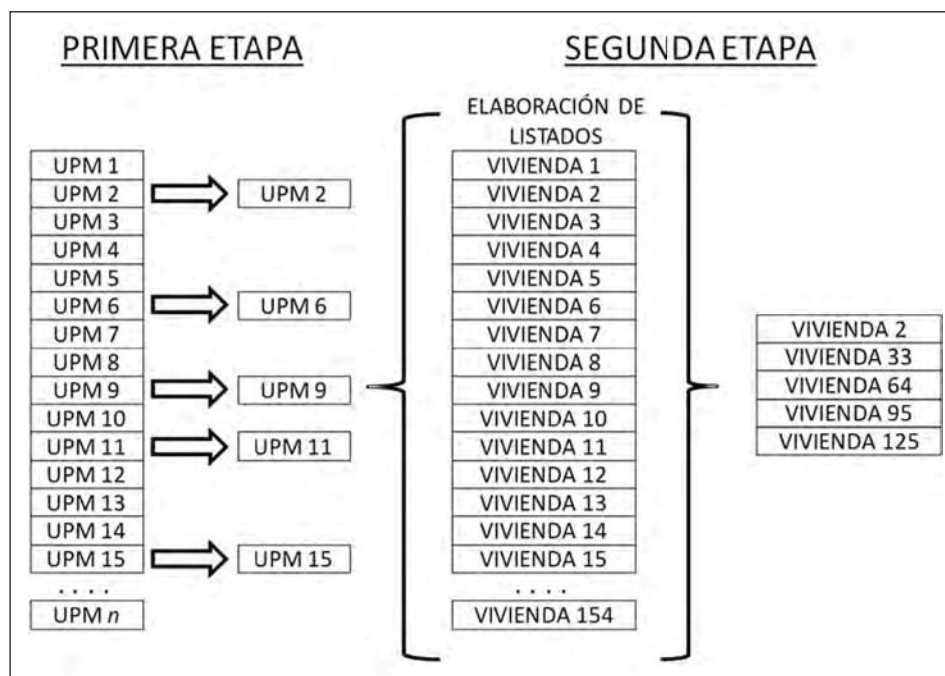 PRIMERA ETAPA
UPM 1
UPM 2
UPM 3
UPM 4
UPM 5
UPM 6
UPM 7
UPM 8
UPM 9
UPM 10
UPM 11
UPM 12
UPM 13
UPM 14
UPM 15
. . . .
UPM n
UPM 2
UPM 6
UPM 9
UPM 11
UPM 15
SEGUNDA ETAPA
ELABORACIÓN DE
LISTADOS
VIVIENDA 1
VIVIENDA 2
VIVIENDA 3
VIVIENDA 4
VIVIENDA 5
VIVIENDA 6
VIVIENDA 7
VIVIENDA 8
VIVIENDA 9
VIVIENDA 10
VIVIENDA 11
VIVIENDA 12
VIVIENDA 13
VIVIENDA 14
VIVIENDA 15
. . . .
VIVIENDA 154
VIVIENDA 2
VIVIENDA 33
VIVIENDA 64
VIVIENDA 95
VIVIENDA 125